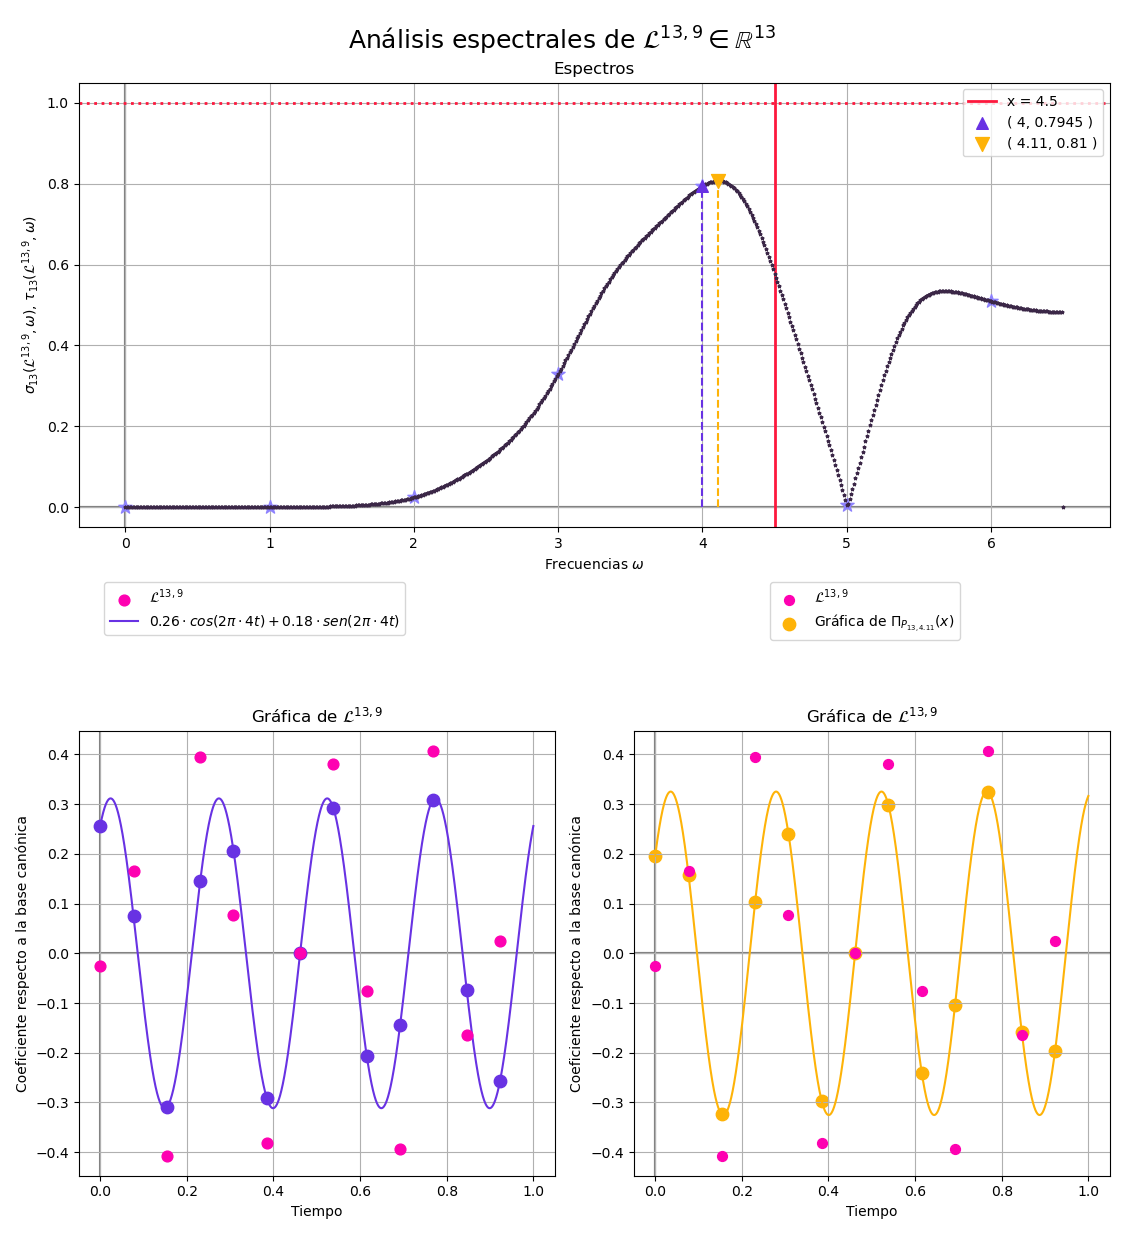 Análisis espectrales de 𝓛^{13,9} ∈ ℝ^{13}
Espectros
σ_{13}(𝓛^{13,9}, ω), τ_{13}(𝓛^{13,9}, ω)
1.0
0.8
0.6
0.4
0.2
0.0
x = 4.5
( 4, 0.7945 )
( 4.11, 0.81 )
0 1 2 3 4 5 6
Frecuencias ω
𝓛^{13,9}
0.26 · cos(2π · 4t) + 0.18 · sen(2π · 4t)
𝓛^{13,9}
Gráfica de Π_{P_{13,4.11}}(x)
Gráfica de 𝓛^{13,9}
Coeficiente respecto a la base canónica
0.4
0.3
0.2
0.1
0.0
−0.1
−0.2
−0.3
−0.4
0.0 0.2 0.4 0.6 0.8 1.0
Tiempo
Gráfica de 𝓛^{13,9}
Coeficiente respecto a la base canónica
0.4
0.3
0.2
0.1
0.0
−0.1
−0.2
−0.3
−0.4
0.0 0.2 0.4 0.6 0.8 1.0
Tiempo